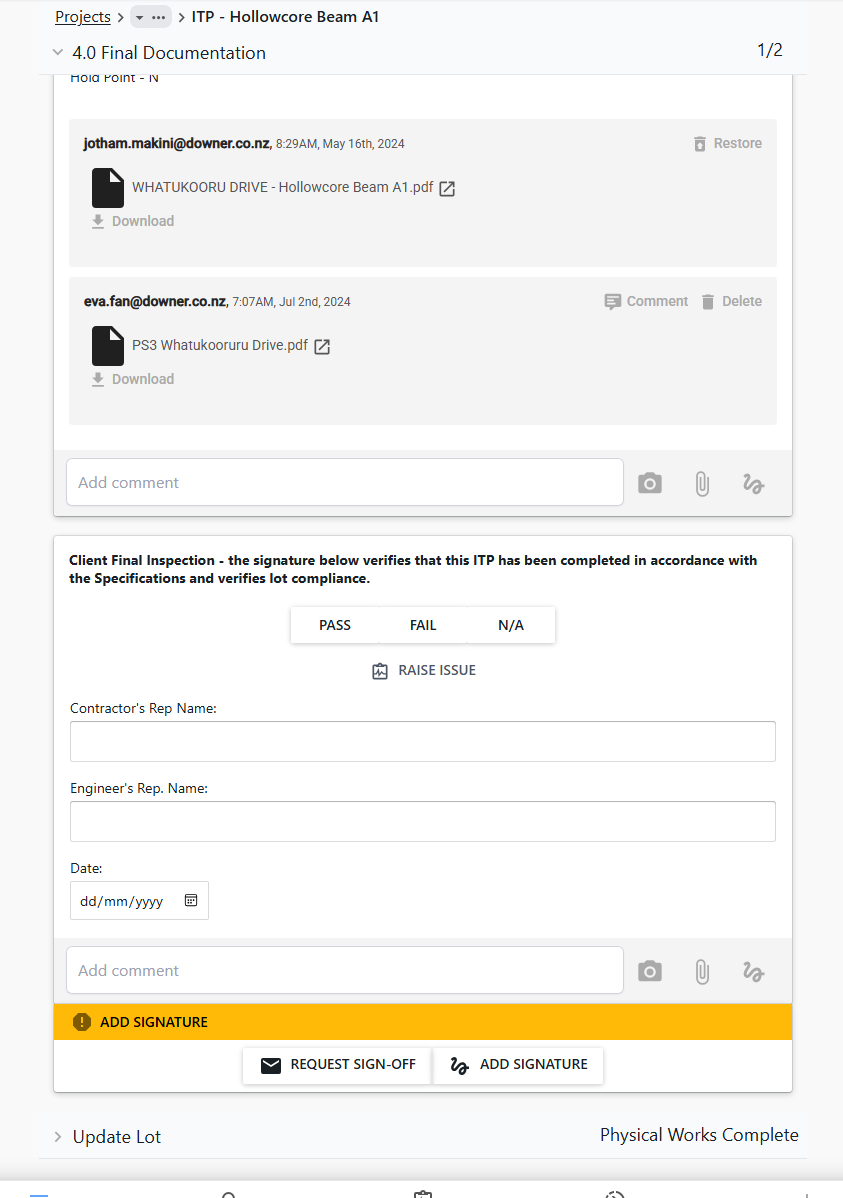 Projects > ... > ITP - Hollowcore Beam A1
4.0 Final Documentation 1/2
Hold Point - N
jotham.makini@downer.co.nz, 8:29AM, May 16th, 2024 Restore
WHATUKOORU DRIVE - Hollowcore Beam A1.pdf
Download
eva.fan@downer.co.nz, 7:07AM, Jul 2nd, 2024 Comment Delete
PS3 Whatukooruru Drive.pdf
Download
Add comment
Client Final Inspection - the signature below verifies that this ITP has been completed in accordance with
the Specifications and verifies lot compliance.
PASS FAIL N/A
RAISE ISSUE
Contractor's Rep Name:
Engineer's Rep. Name:
Date:
dd/mm/yyyy
Add comment
ADD SIGNATURE
REQUEST SIGN-OFF ADD SIGNATURE
Update Lot Physical Works Complete